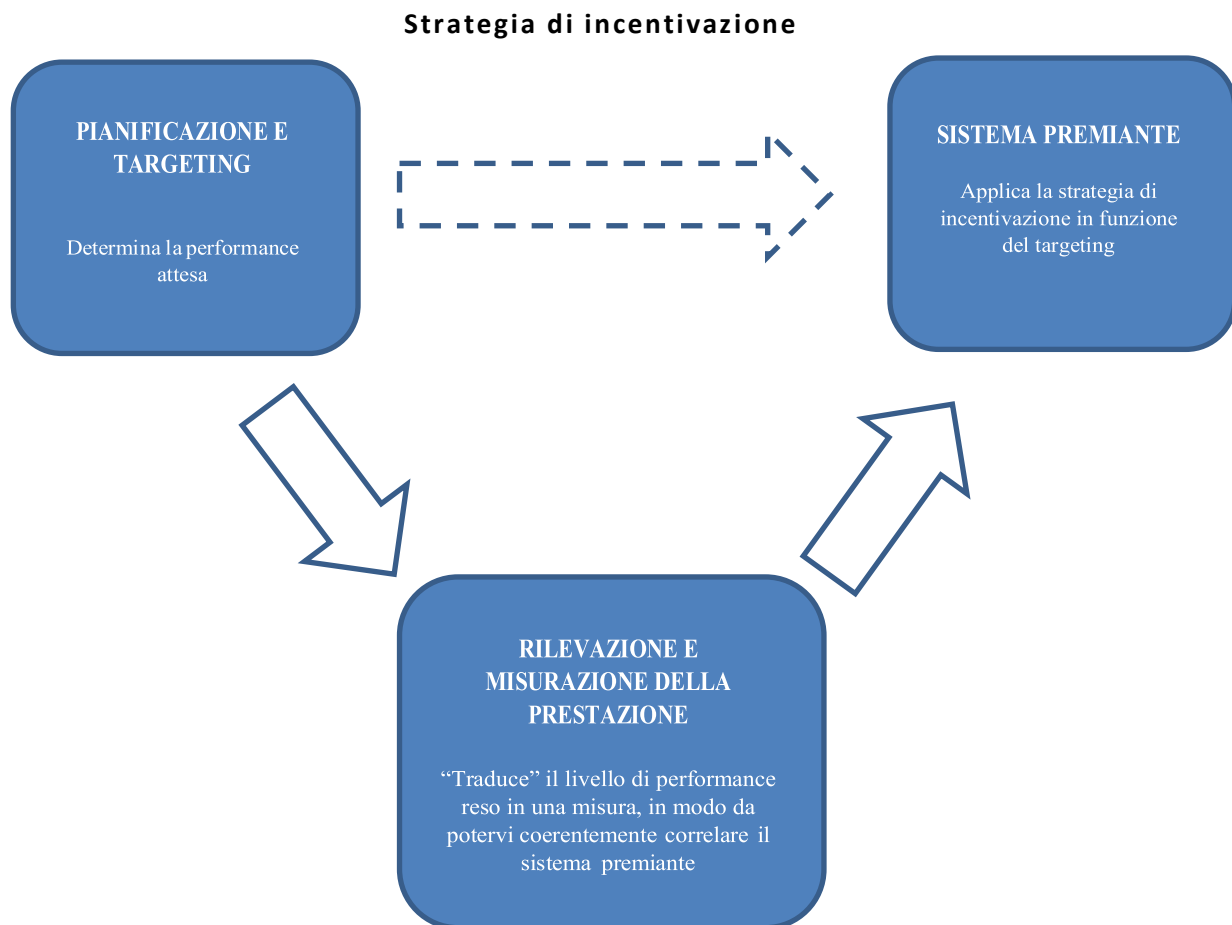 Strategia di incentivazione
PIANIFICAZIONE E
TARGETING
Determina la performance
attesa
SISTEMA PREMIANTE
Applica la strategia di
incentivazione in funzione
del targeting
RILEVAZIONE E
MISURAZIONE DELLA
PRESTAZIONE
“Traduce” il livello di performance
reso in una misura, in modo da
potervi coerentemente correlare il
sistema premiante